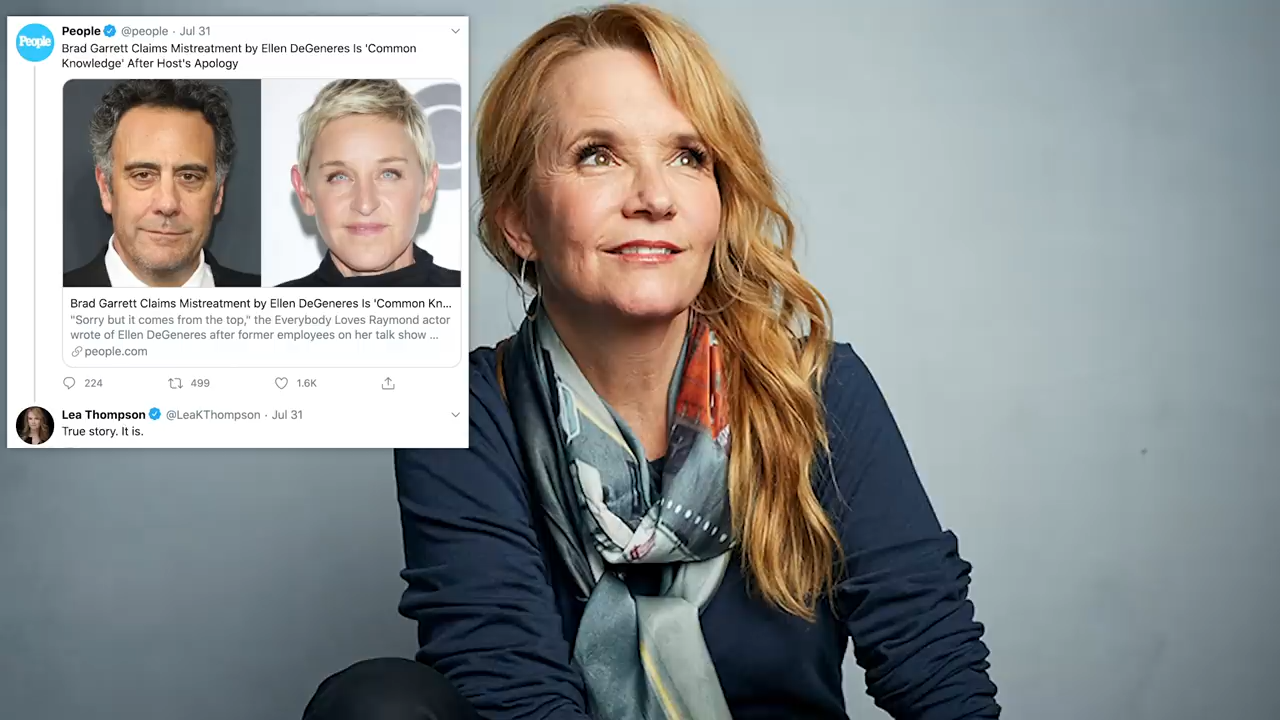 People @people · Jul 31
People
Brad Garrett Claims Mistreatment by Ellen DeGeneres Is 'Common
Knowledge' After Host's Apology
Brad Garrett Claims Mistreatment by Ellen DeGeneres Is 'Common Kn...
"Sorry but it comes from the top," the Everybody Loves Raymond actor
wrote of Ellen DeGeneres after former employees on her talk show ...
people.com
224 499 1.6K
Lea Thompson @LeaKThompson · Jul 31
True story. It is.